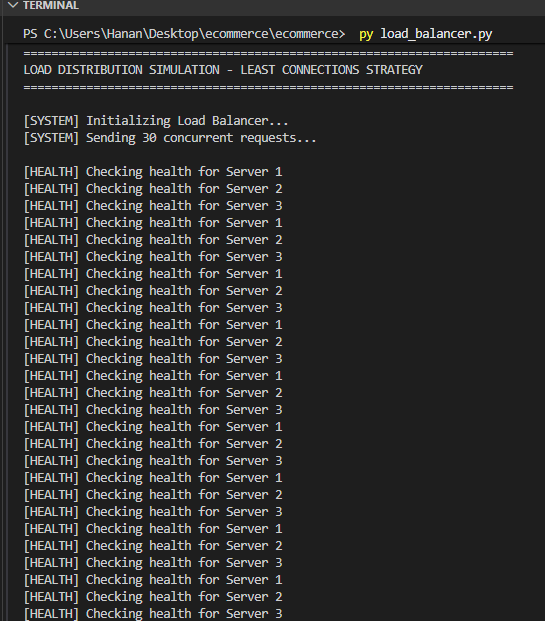 TERMINAL
PS C:\Users\Hanan\Desktop\ecommerce\ecommerce> py load_balancer.py
======================================================================
LOAD DISTRIBUTION SIMULATION - LEAST CONNECTIONS STRATEGY
======================================================================
[SYSTEM] Initializing Load Balancer...
[SYSTEM] Sending 30 concurrent requests...
[HEALTH] Checking health for Server 1
[HEALTH] Checking health for Server 2
[HEALTH] Checking health for Server 3
[HEALTH] Checking health for Server 1
[HEALTH] Checking health for Server 2
[HEALTH] Checking health for Server 3
[HEALTH] Checking health for Server 1
[HEALTH] Checking health for Server 2
[HEALTH] Checking health for Server 3
[HEALTH] Checking health for Server 1
[HEALTH] Checking health for Server 2
[HEALTH] Checking health for Server 3
[HEALTH] Checking health for Server 1
[HEALTH] Checking health for Server 2
[HEALTH] Checking health for Server 3
[HEALTH] Checking health for Server 1
[HEALTH] Checking health for Server 2
[HEALTH] Checking health for Server 3
[HEALTH] Checking health for Server 1
[HEALTH] Checking health for Server 2
[HEALTH] Checking health for Server 3
[HEALTH] Checking health for Server 1
[HEALTH] Checking health for Server 2
[HEALTH] Checking health for Server 3
[HEALTH] Checking health for Server 1
[HEALTH] Checking health for Server 2
[HEALTH] Checking health for Server 3